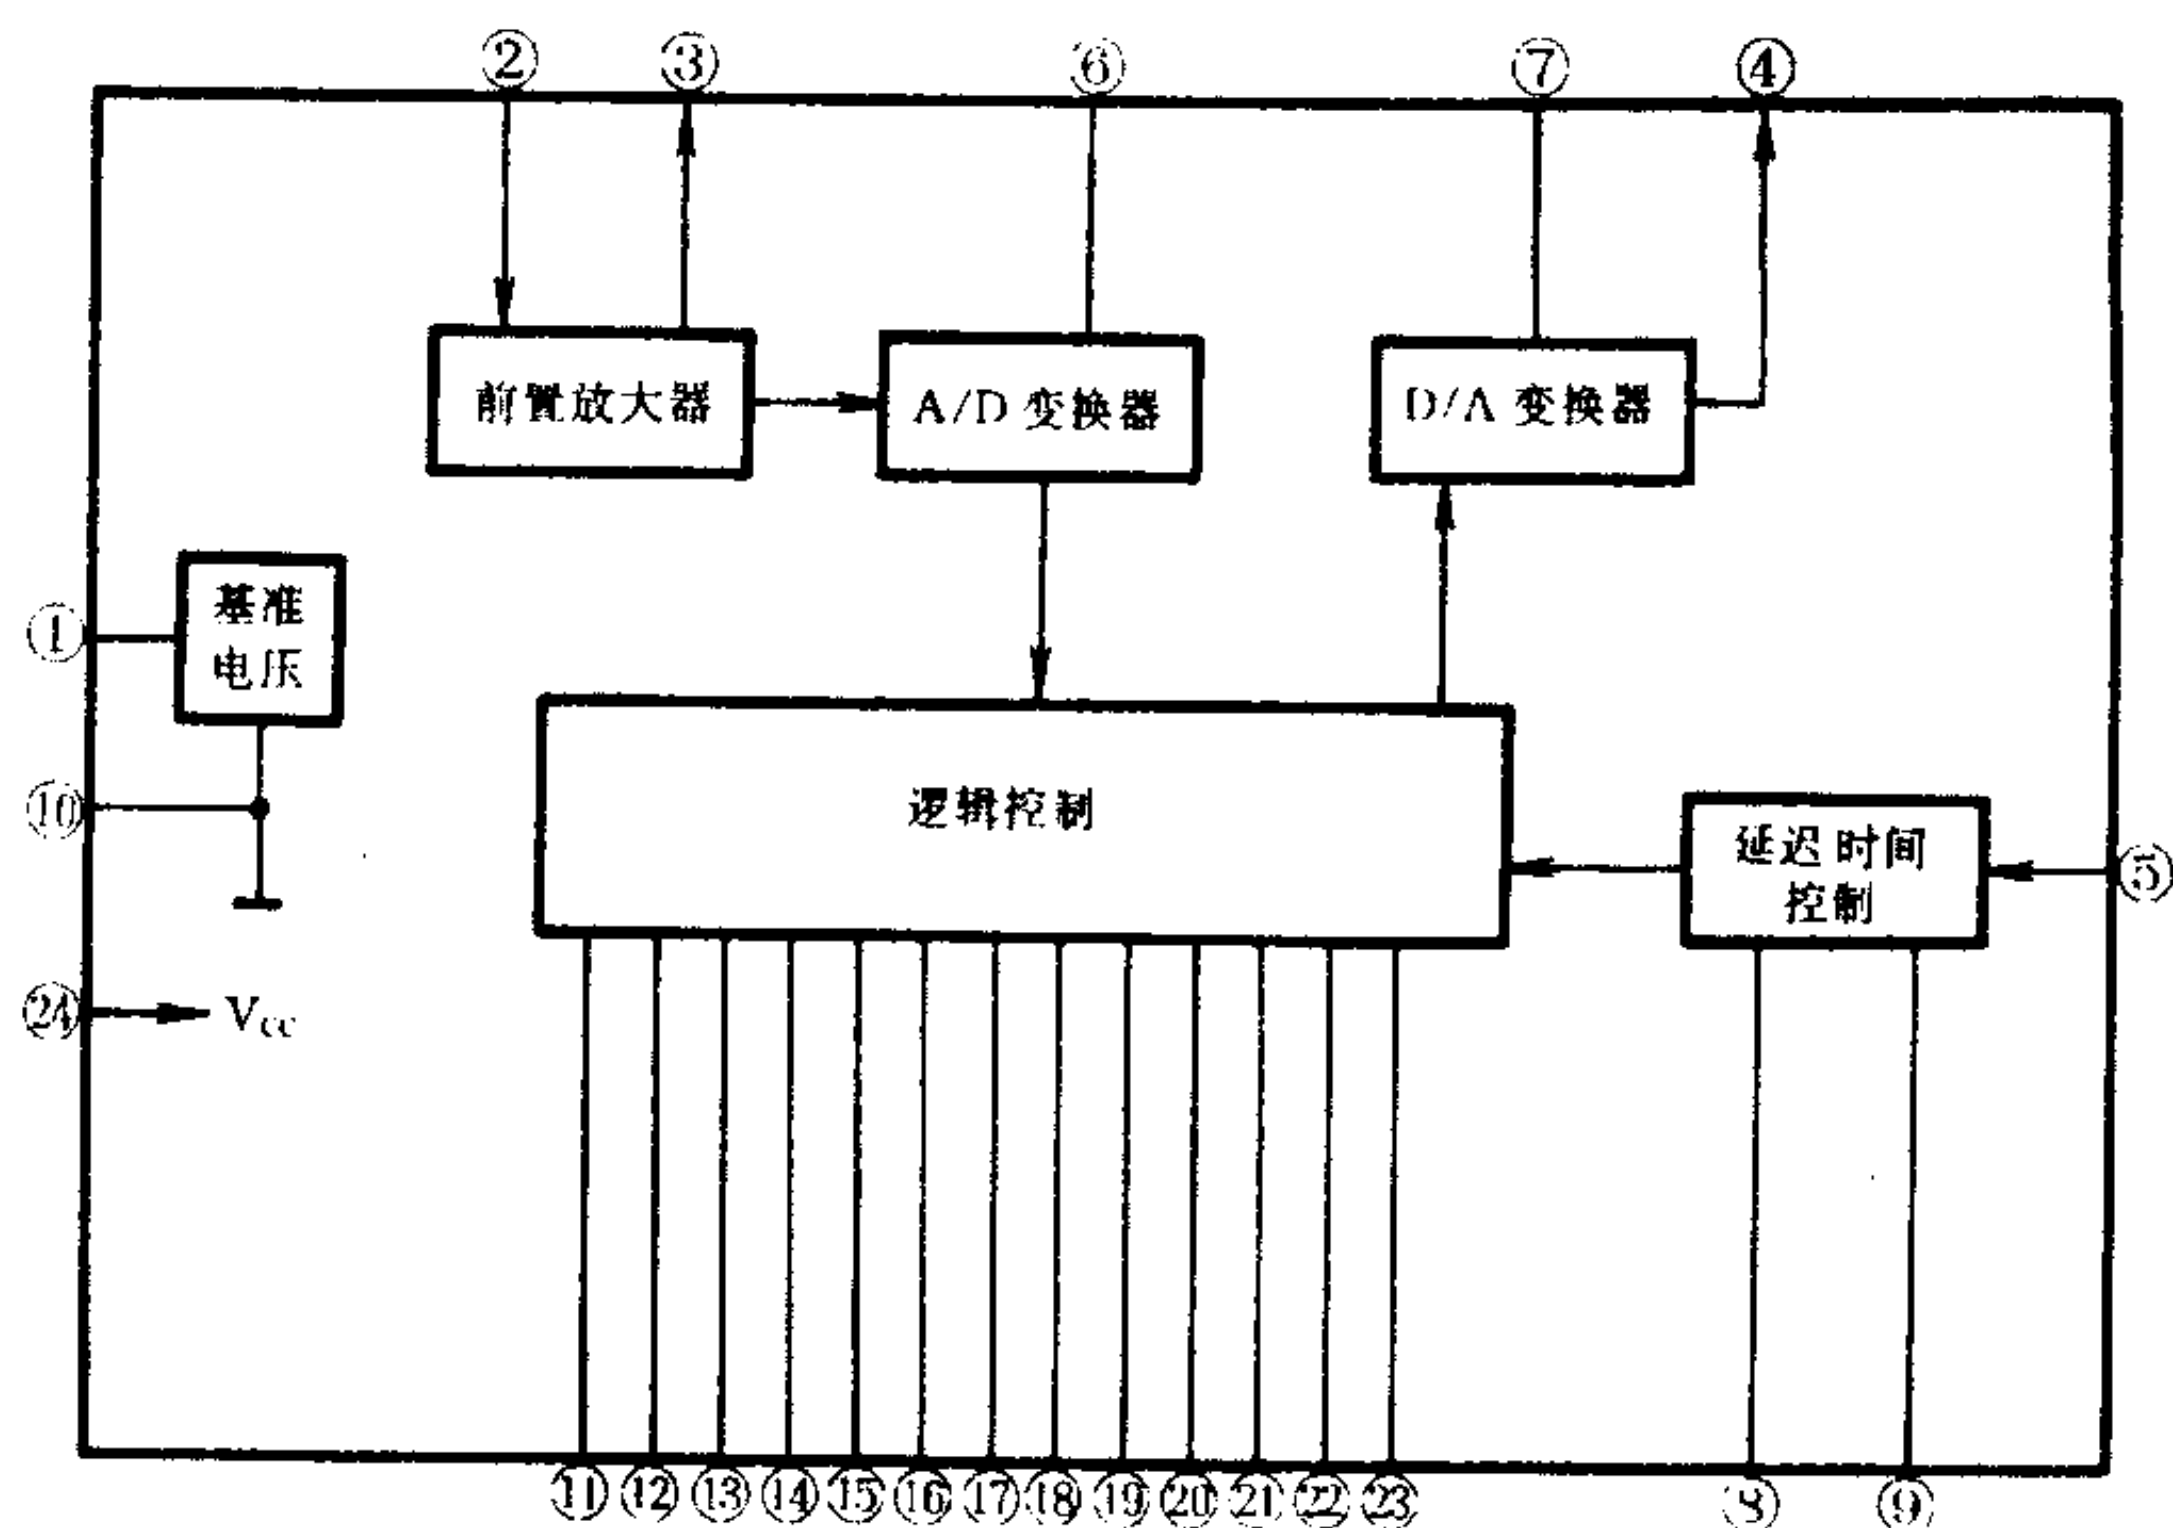 ② ③ ⑥ ⑦ ④
前置放大器
A/D 变换器
D/A 变换器
基准
电压
①
⑩
逻辑控制
延迟时间
控制
⑤
㉔
Vcc
⑪ ⑫ ⑬ ⑭ ⑮ ⑯ ⑰ ⑱ ⑲ ⑳ ㉑ ㉒ ㉓ ⑧ ⑨